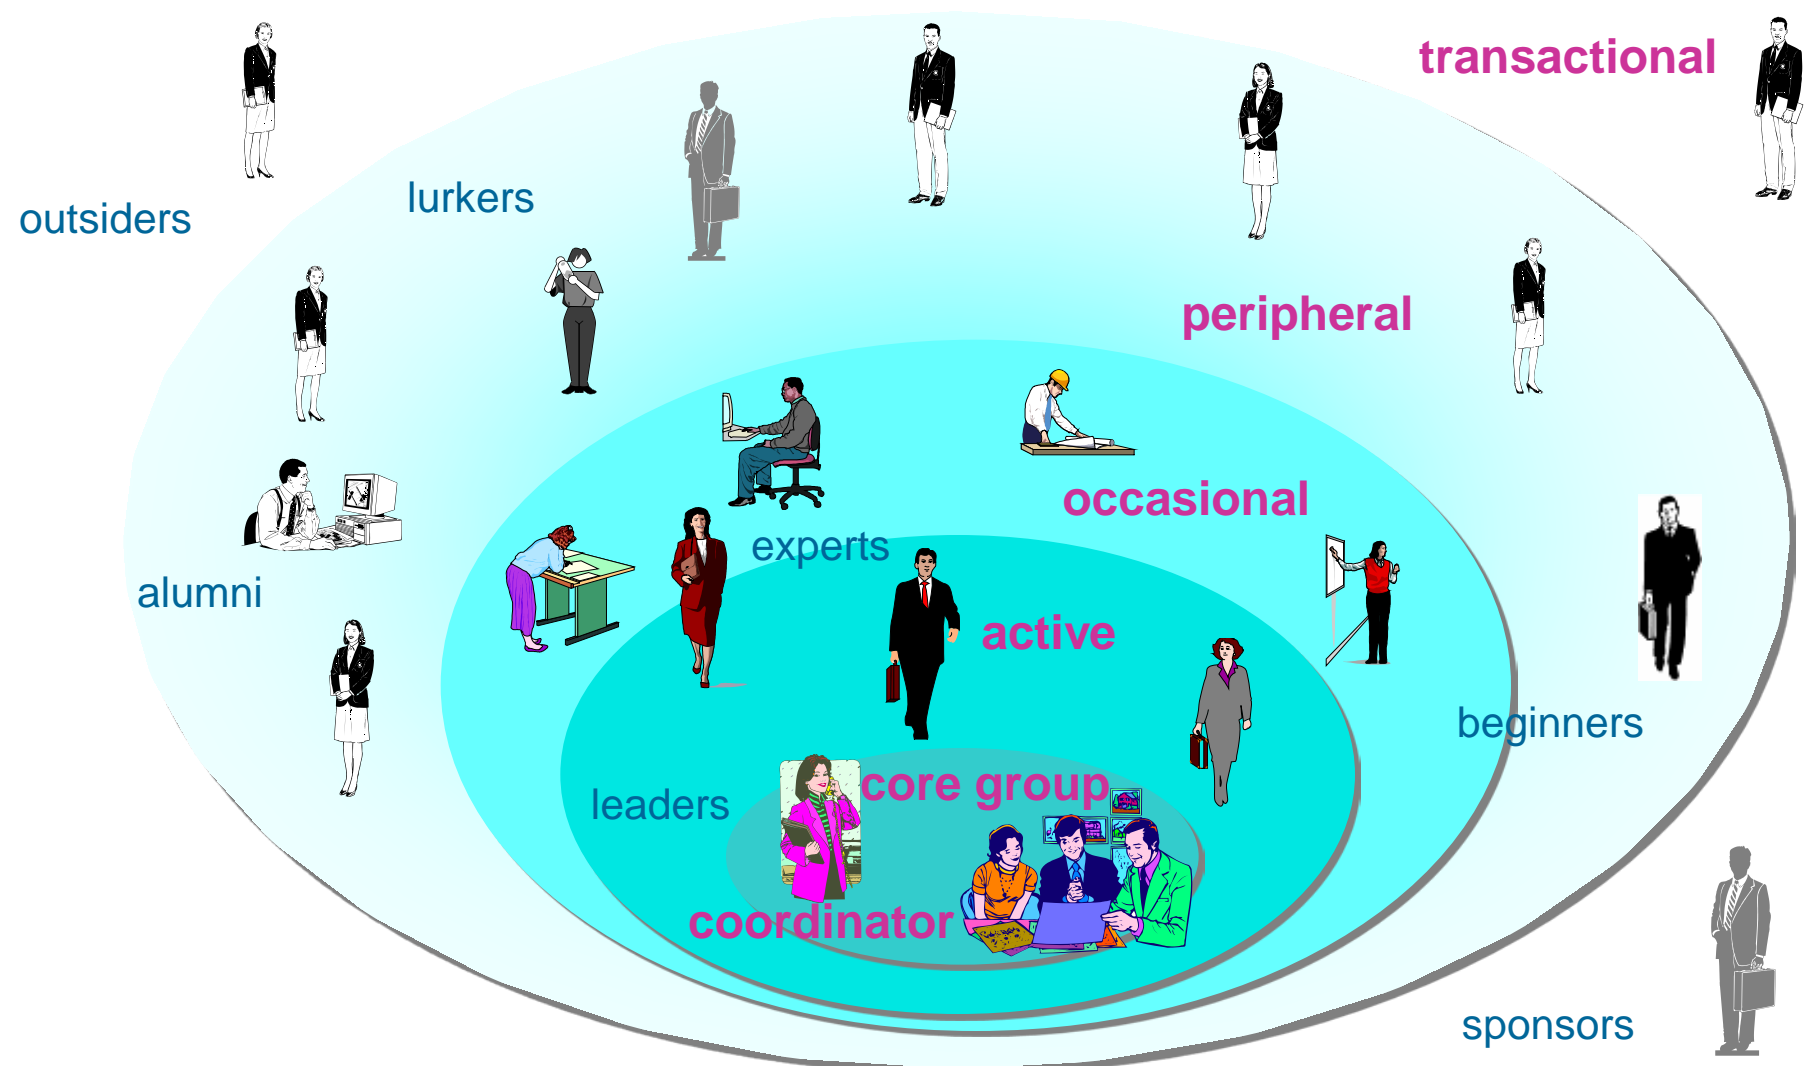 transactional
lurkers
outsiders
peripheral
occasional
experts
alumni
active
beginners
core group
leaders
coordinator
sponsors